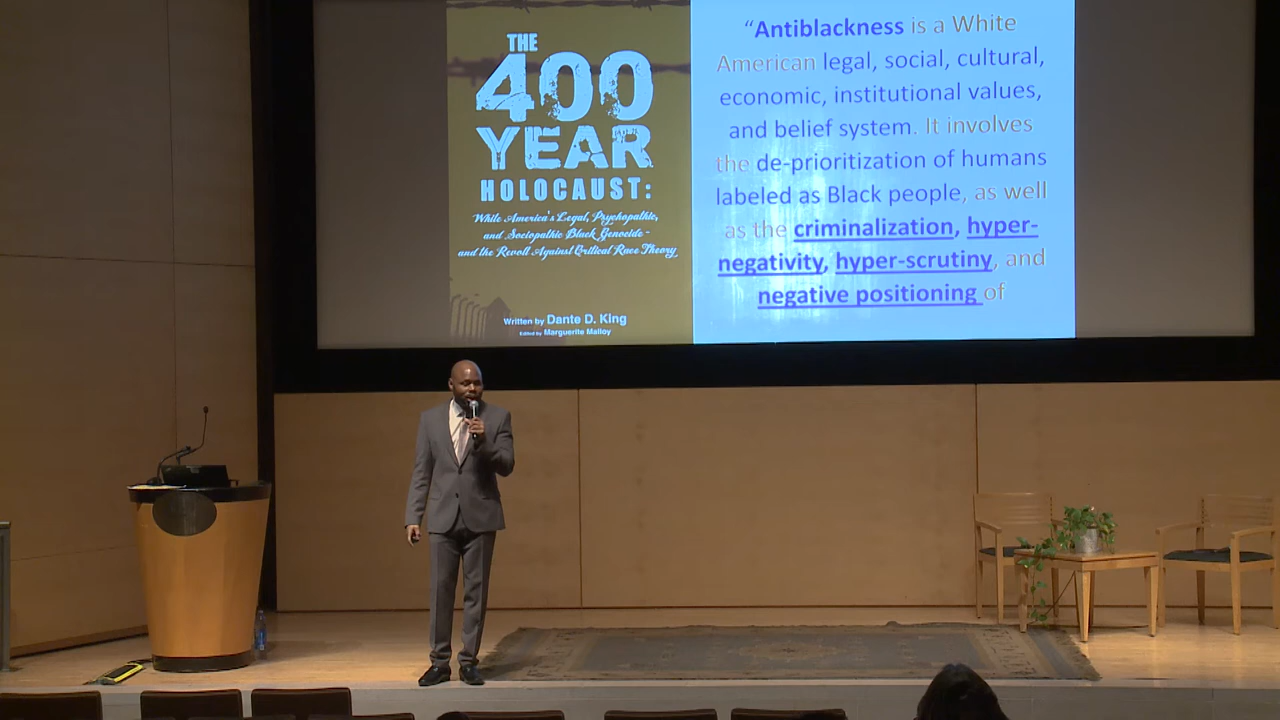 THE
400
YEAR
HOLOCAUST:
White America's Legal, Psychopathic,
and Sociopathic Black Genocide -
and the Revolt Against Critical Race Theory
Written by Dante D. King
Edited by Marguerite Malloy
“Antiblackness is a White
American legal, social, cultural,
economic, institutional values,
and belief system. It involves
the de-prioritization of humans
labeled as Black people, as well
as the criminalization, hyper-
negativity, hyper-scrutiny, and
negative positioning of